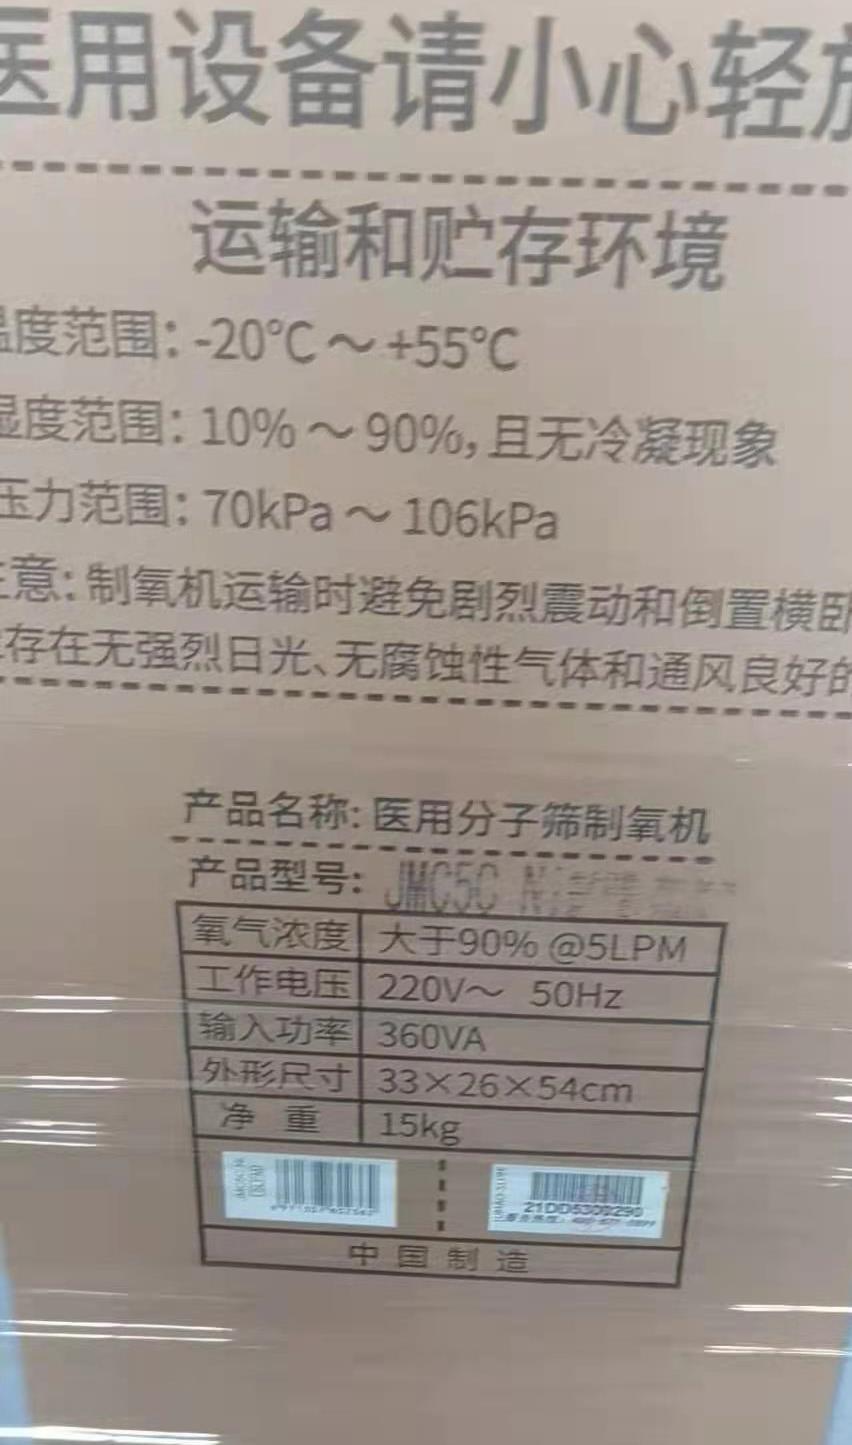 医用设备请小心轻放
运输和贮存环境
温度范围：-20℃～+55℃
湿度范围：10%～90%，且无冷凝现象
压力范围：70kPa～106kPa
注意：制氧机运输时避免剧烈震动和倒置横卧
存在无强烈日光、无腐蚀性气体和通风良好的
产品名称：医用分子筛制氧机
产品型号：JMC5C
氧气浓度 大于90% @5LPM
工作电压 220V～ 50Hz
输入功率 360VA
外形尺寸 33×26×54cm
净 重 15kg
21DD5300290
中国制造